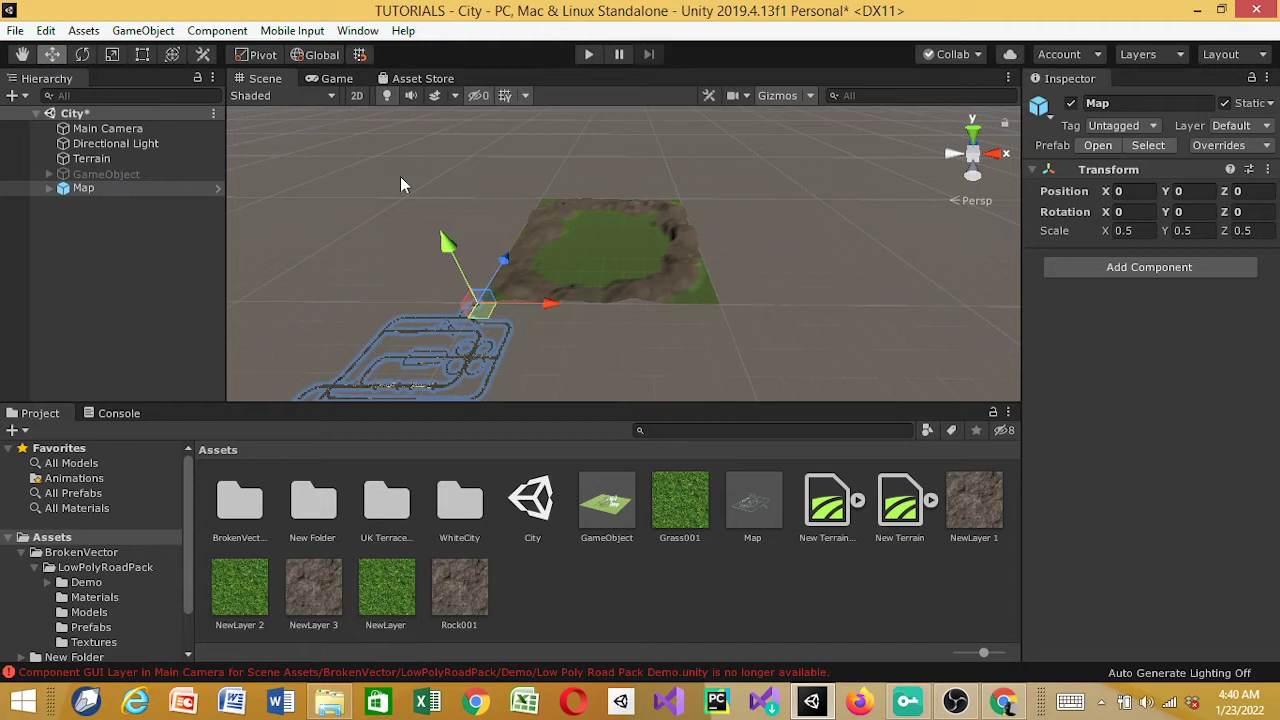 TUTORIALS - City - PC, Mac & Linux Standalone - Unity 2019.4.13f1 Personal* <DX11>
File Edit Assets GameObject Component Mobile Input Window Help
Pivot Global Collab Account Layers Layout
Hierarchy Scene Game Asset Store Inspector
All Shaded 2D 0 Gizmos All Map Static
City*
Main Camera
Directional Light
Terrain
GameObject
Map
y
x
Persp
Tag Untagged Layer Default
Prefab Open Select Overrides
Transform
Position X 0 Y 0 Z 0
Rotation X 0 Y 0 Z 0
Scale X 0.5 Y 0.5 Z 0.5
Add Component
Project Console
8
Favorites
All Models
Animations
All Prefabs
All Materials
Assets
BrokenVector
LowPolyRoadPack
Demo
Materials
Models
Prefabs
Textures
New Folder
Assets
BrokenVect... New Folder UK Terrace... WhiteCity City GameObject Grass001 Map New Terrain... New Terrain NewLayer 1
NewLayer 2 NewLayer 3 NewLayer Rock001
Component GUI Layer in Main Camera for Scene Assets/BrokenVector/LowPolyRoadPack/Demo/Low Poly Road Pack Demo.unity is no longer available.
Auto Generate Lighting Off
4:40 AM
1/23/2022